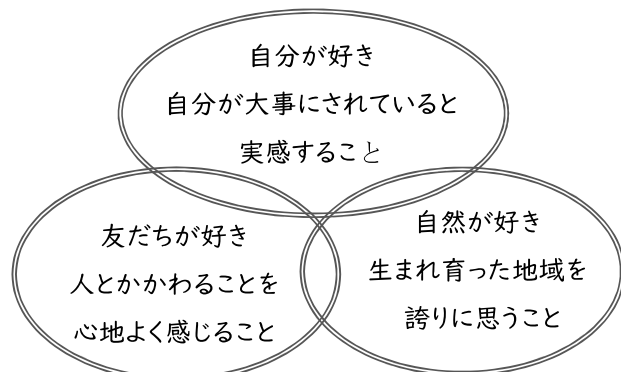 自分が好き
自分が大事にされていると
実感すること
友だちが好き
人とかかわることを
心地よく感じること
自然が好き
生まれ育った地域を
誇りに思うこと